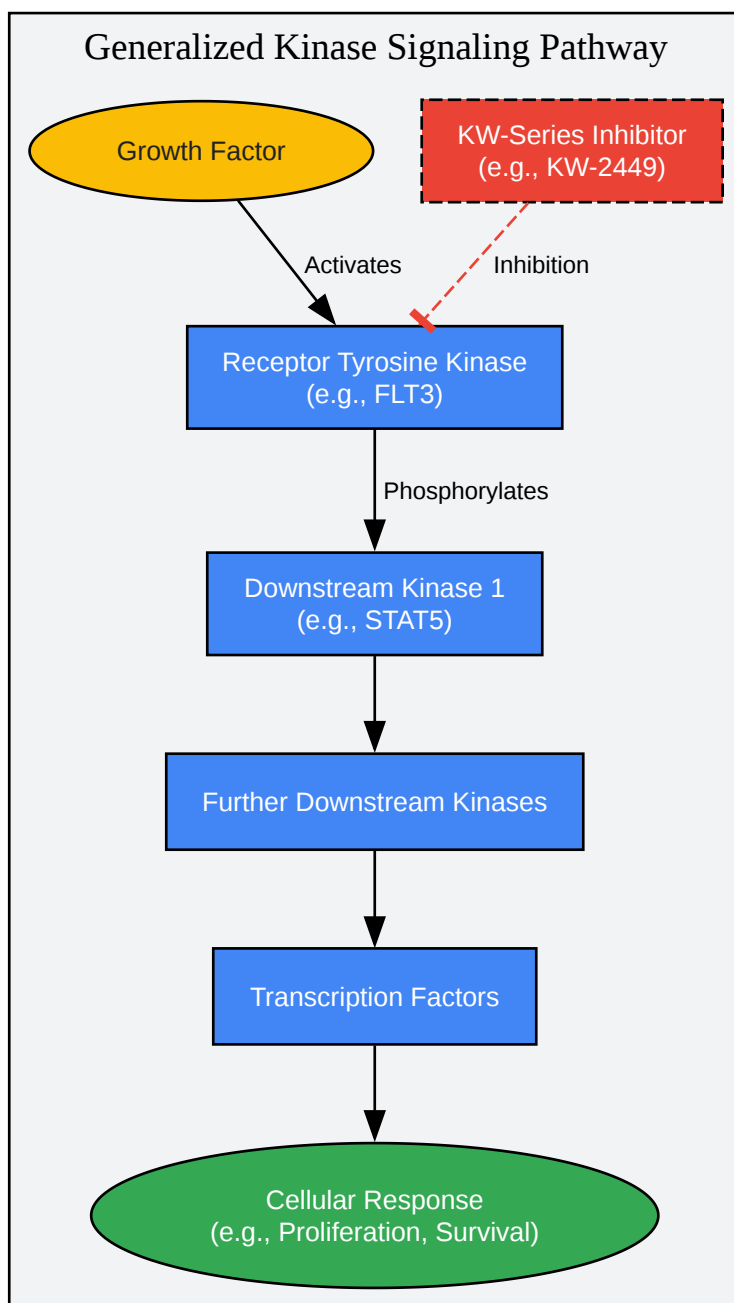 Generalized Kinase Signaling Pathway
Growth Factor
KW-Series Inhibitor
(e.g., KW-2449)
Activates
Inhibition
Receptor Tyrosine Kinase
(e.g., FLT3)
Phosphorylates
Downstream Kinase 1
(e.g., STAT5)
Further Downstream Kinases
Transcription Factors
Cellular Response
(e.g., Proliferation, Survival)